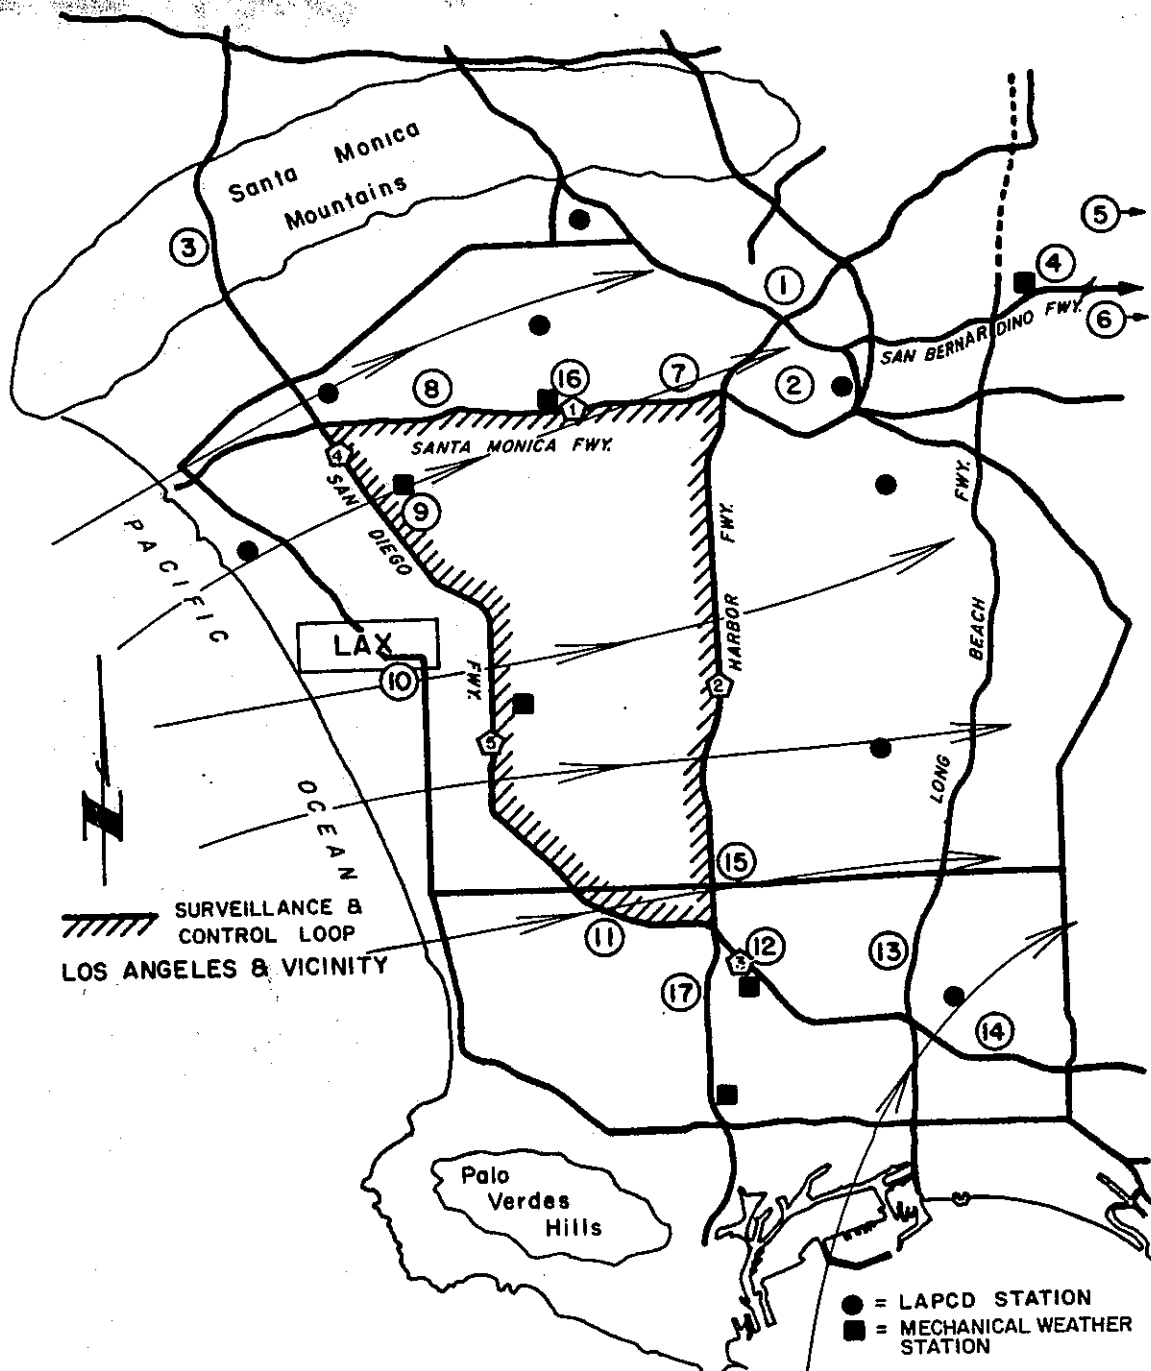 Santa Monica
Mountains
3
5
4
1
SAN BERNARDINO FWY.
6
16
7
8
1
2
SANTA MONICA FWY.
4
SAN DIEGO FWY.
9
FWY.
HARBOR
FWY.
BEACH
LONG
PACIFIC
OCEAN
LAX
10
2
5
15
SURVEILLANCE &
CONTROL LOOP
LOS ANGELES & VICINITY
11
12
3
13
17
14
Palo
Verdes
Hills
= LAPCD STATION
= MECHANICAL WEATHER
STATION